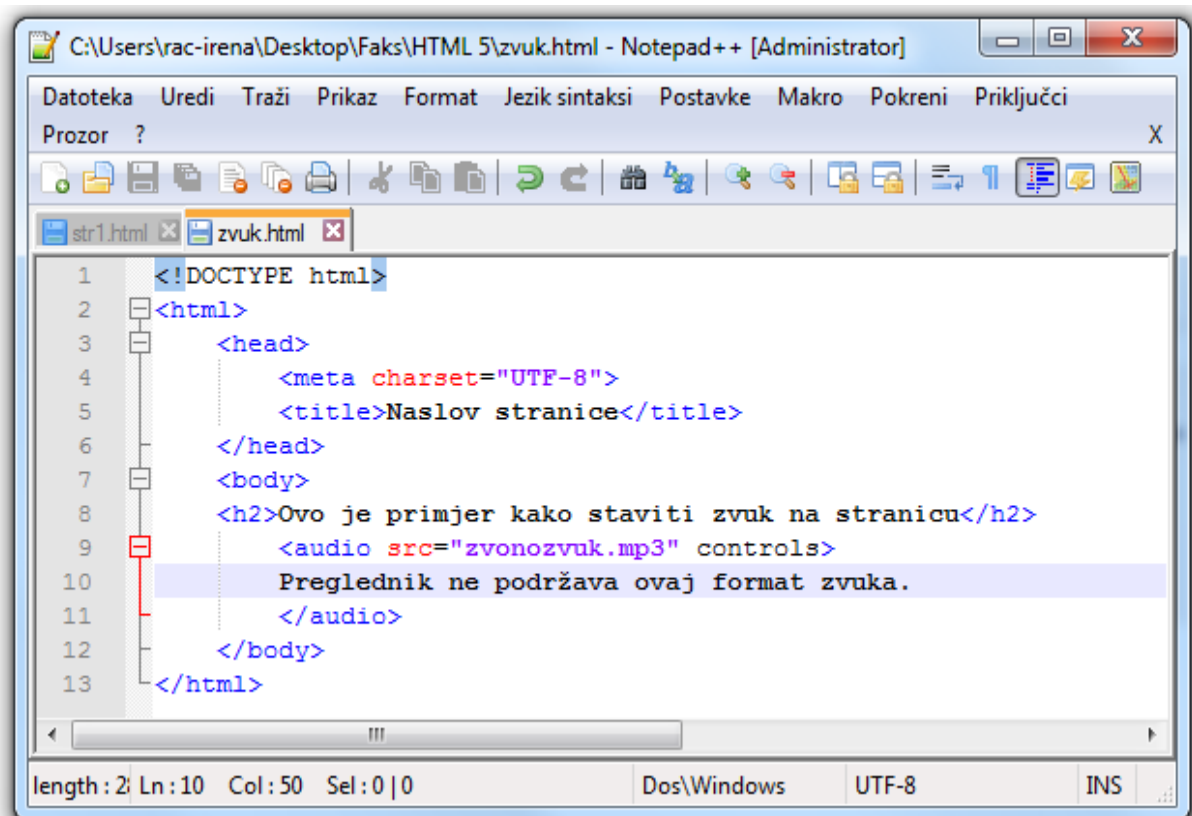 C:\Users\rac-irena\Desktop\Faks\HTML 5\zvuk.html - Notepad++ [Administrator]
Datoteka Uredi Traži Prikaz Format Jezik sintaksi Postavke Makro Pokreni Priključci
Prozor ? X
str1.html zvuk.html
1 <!DOCTYPE html>
2 <html>
3 <head>
4 <meta charset="UTF-8">
5 <title>Naslov stranice</title>
6 </head>
7 <body>
8 <h2>Ovo je primjer kako staviti zvuk na stranicu</h2>
9 <audio src="zvonozvuk.mp3" controls>
10 Preglednik ne podržava ovaj format zvuka.
11 </audio>
12 </body>
13 </html>
length : 2 Ln : 10 Col : 50 Sel : 0 | 0 Dos\Windows UTF-8 INS